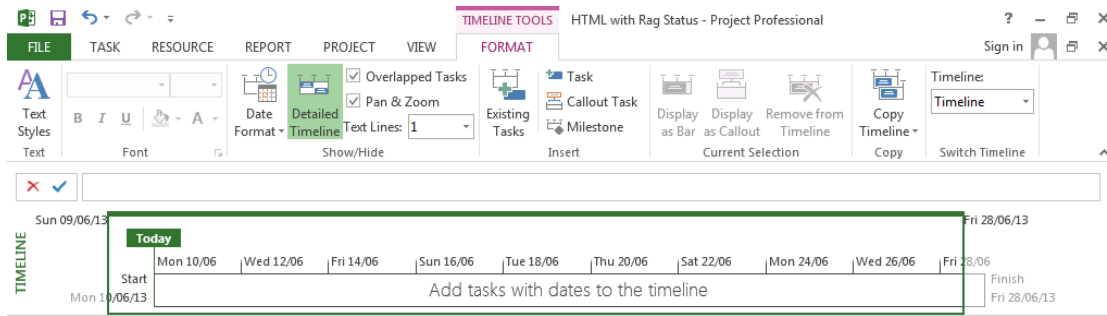 TIMELINE TOOLS HTML with Rag Status - Project Professional ?
FILE TASK RESOURCE REPORT PROJECT VIEW FORMAT Sign in
Text Styles
B I U A
Date Format
Detailed Timeline
Overlapped Tasks
Pan & Zoom
Text Lines: 1
Existing Tasks
Task
Callout Task
Milestone
Display as Bar
Display as Callout
Remove from Timeline
Copy Timeline
Timeline:
Timeline
Text Font Show/Hide Insert Current Selection Copy Switch Timeline
Sun 09/06/13 Fri 28/06/13
TIMELINE
Today
Mon 10/06 Wed 12/06 Fri 14/06 Sun 16/06 Tue 18/06 Thu 20/06 Sat 22/06 Mon 24/06 Wed 26/06 Fri 28/06
Start
Mon 10/06/13
Add tasks with dates to the timeline
Finish
Fri 28/06/13